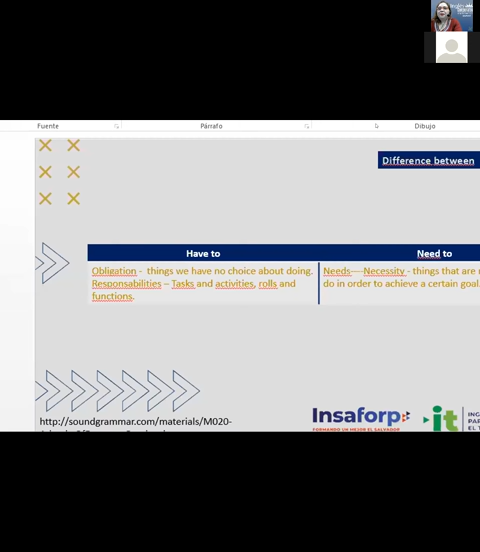 Fuente Párrafo Dibujo
Difference between
Have to
Need to
Obligation - things we have no choice about doing.
Responsabilities – Tasks and activities, rolls and
functions.
Needs----Necessity - things that are
do in order to achieve a certain goal.
http://soundgrammar.com/materials/M020-
Insaforp
FORMANDO UN MEJOR EL SALVADOR
it